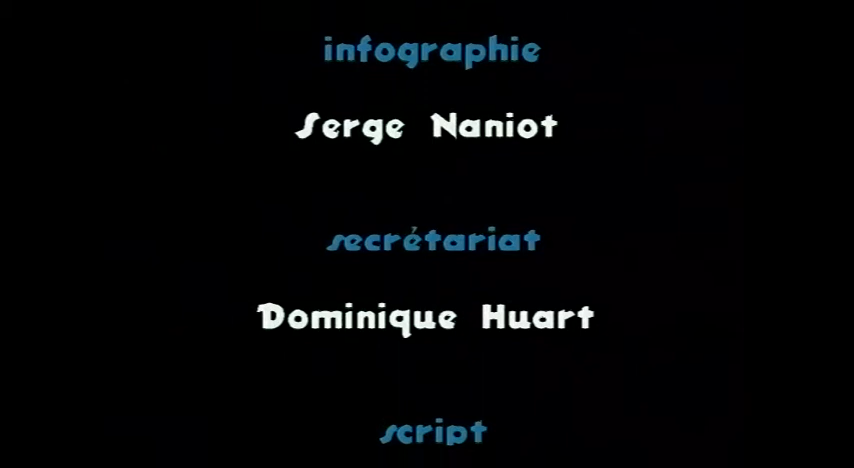 infographie
Serge Naniot
secrétariat
Dominique Huart
script